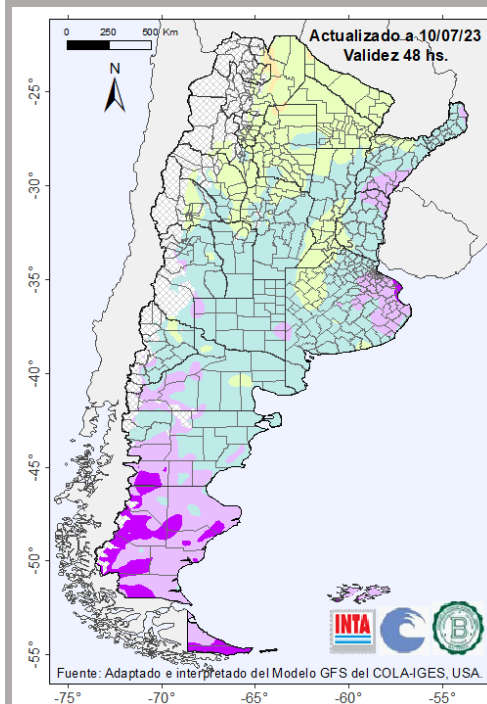 Actualizado a 10/07/23
Validez 48 hs.
0 250 500 Km
N
-25°
-30°
-35°
-40°
-45°
-50°
-55°
INTA
B
Fuente: Adaptado e interpretado del Modelo GFS del COLA-IGES, USA.
-75 -70 -65 -60 -55